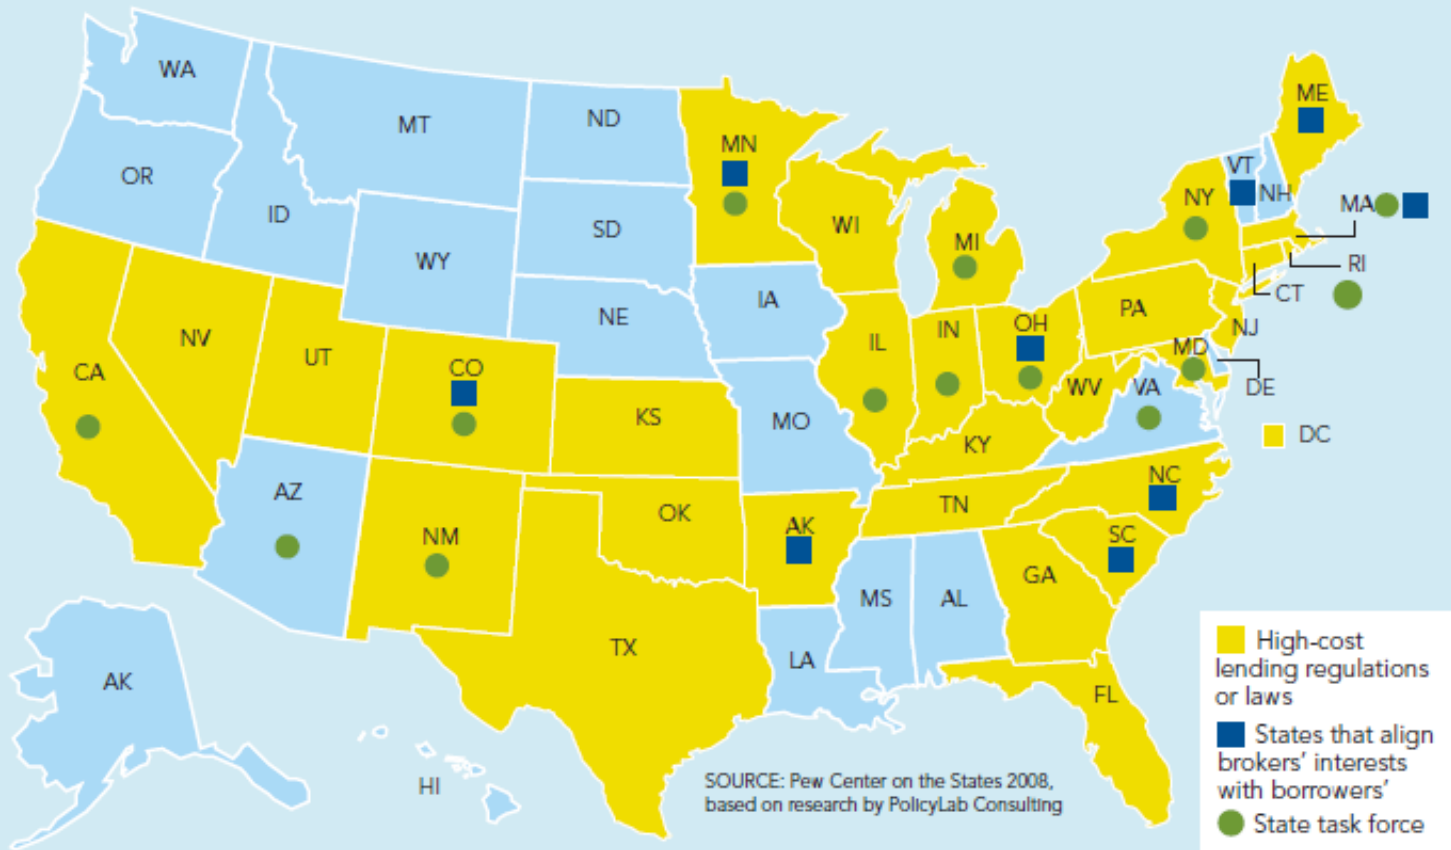 WA
MT
ND
MN
ME
OR
ID
SD
WI
MI
NY
VT
NH
MA
WY
RI
IA
CT
NE
PA
NV
UT
CO
IL
IN
OH
NJ
MD
CA
WV
VA
DE
KS
MO
KY
DC
AZ
NM
OK
AK
TN
NC
SC
GA
MS
AL
TX
LA
AK
FL
HI
SOURCE: Pew Center on the States 2008,
based on research by PolicyLab Consulting
High-cost
lending regulations
or laws
States that align
brokers’ interests
with borrowers’
State task force